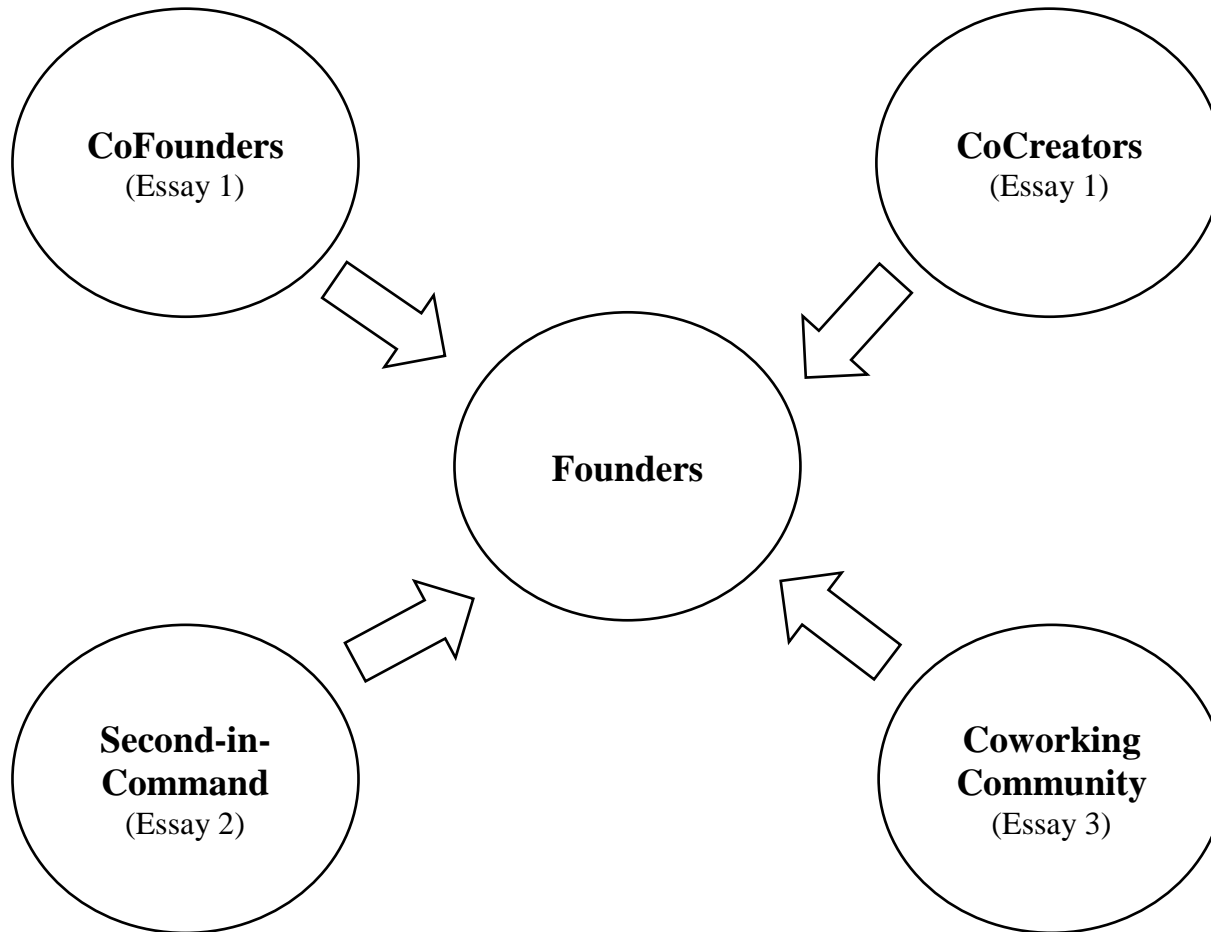 CoFounders
(Essay 1)
CoCreators
(Essay 1)
Founders
Second-in-
Command
(Essay 2)
Coworking
Community
(Essay 3)